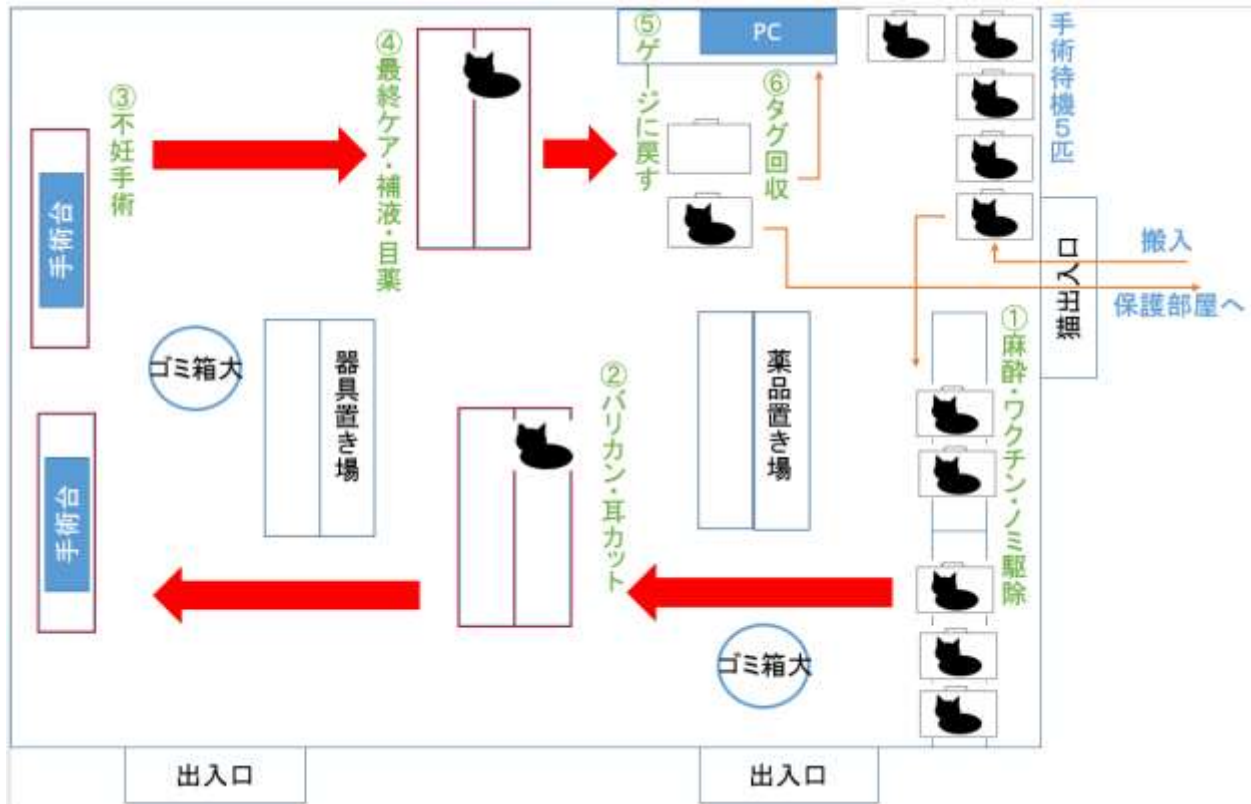 ③不妊手術
④最終ケア・補液・目薬
⑤ゲージに戻す
PC
⑥タグ回収
手術待機5匹
手術台
搬入
保護部屋へ
猫出入口
ゴミ箱大
器具置き場
②バリカン・耳カット
薬品置き場
①麻酔・ワクチン・ノミ駆除
手術台
ゴミ箱大
出入口
出入口